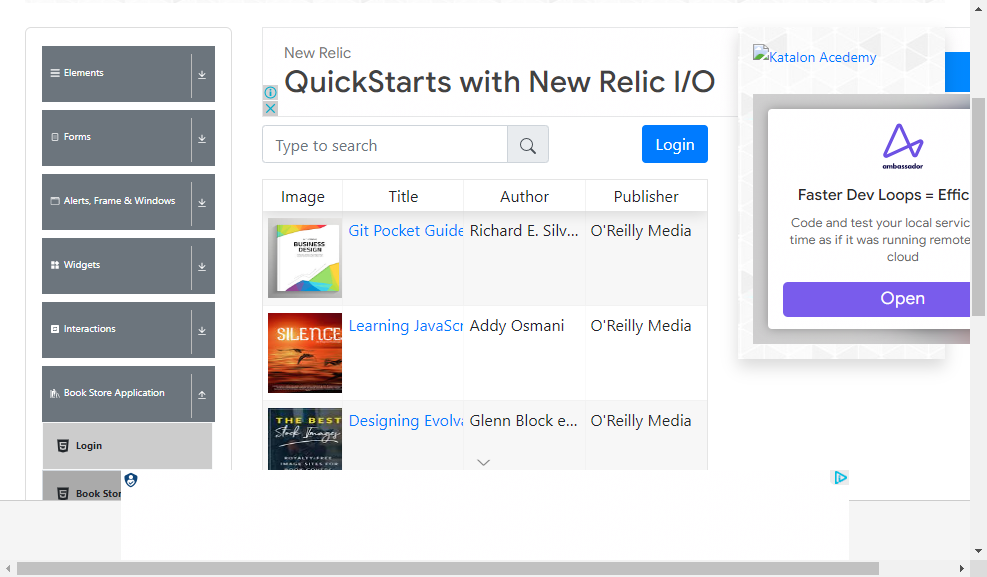 Elements
Forms
Alerts, Frame & Windows
Widgets
Interactions
Book Store Application
Login
Book Stor
New Relic
QuickStarts with New Relic I/O
Type to search
Login
Image Title Author Publisher
Git Pocket Guide Richard E. Silv... O'Reilly Media
BUSINESS
DESIGN
Learning JavaScr Addy Osmani O'Reilly Media
SILENCE
Designing Evolva Glenn Block e... O'Reilly Media
THE BEST
Stock Images
ROYALTY-FREE
IMAGE SITES FOR
Katalon Acedemy
ambassador
Faster Dev Loops = Effic
Code and test your local servic
time as if it was running remote
cloud
Open